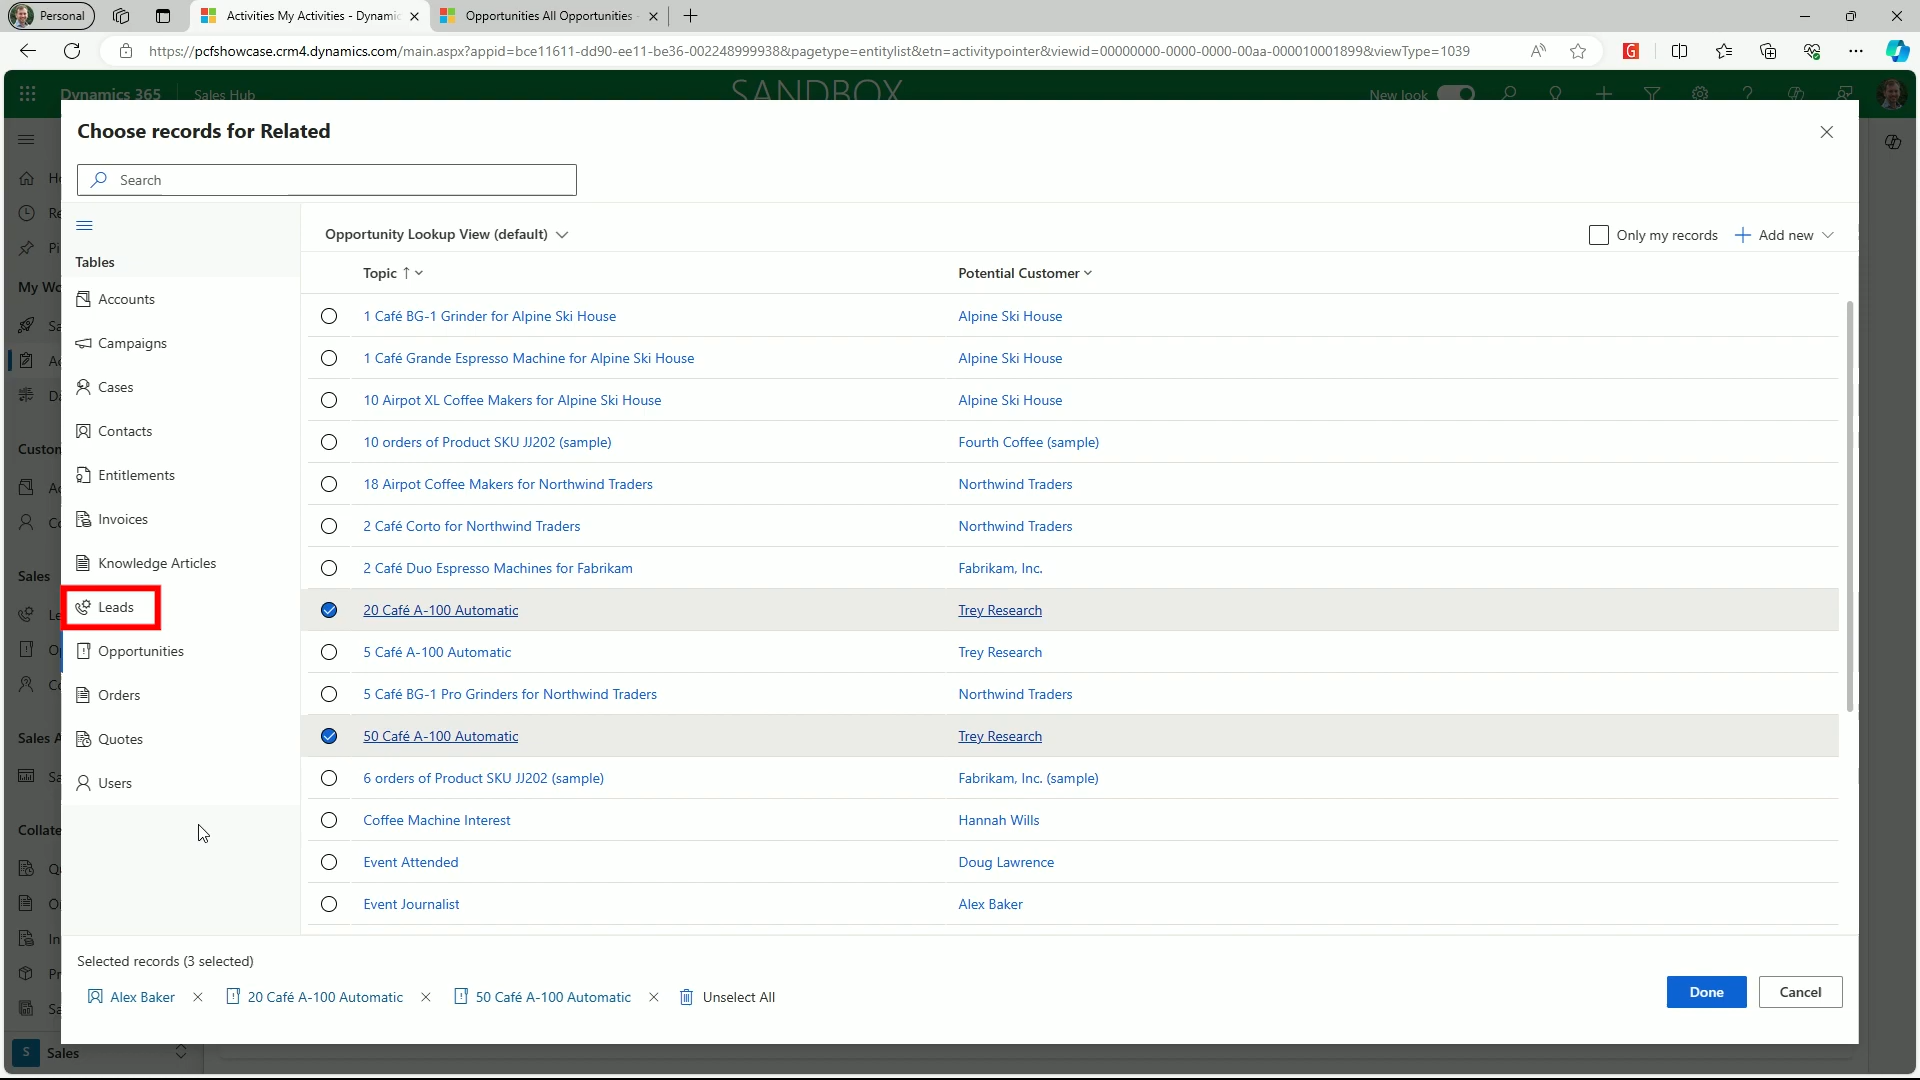 Personal
Activities My Activities - Dynamic
Opportunities All Opportunities -
https://pcfshowcase.crm4.dynamics.com/main.aspx?appid=bce11611-dd90-ee11-be36-002248999938&pagetype=entitylist&etn=activitypointer&viewid=00000000-0000-0000-00aa-000010001899&viewType=1039
Dynamics 365
Sales Hub
SANDBOX
New look
Choose records for Related
Search
Opportunity Lookup View (default)
Only my records
Add new
Tables
Topic
Potential Customer
Accounts
Campaigns
Cases
Contacts
Entitlements
Invoices
Knowledge Articles
Leads
Opportunities
Orders
Quotes
Users
1 Café BG-1 Grinder for Alpine Ski House
Alpine Ski House
1 Café Grande Espresso Machine for Alpine Ski House
Alpine Ski House
10 Airpot XL Coffee Makers for Alpine Ski House
Alpine Ski House
10 orders of Product SKU JJ202 (sample)
Fourth Coffee (sample)
18 Airpot Coffee Makers for Northwind Traders
Northwind Traders
2 Café Corto for Northwind Traders
Northwind Traders
2 Café Duo Espresso Machines for Fabrikam
Fabrikam, Inc.
20 Café A-100 Automatic
Trey Research
5 Café A-100 Automatic
Trey Research
5 Café BG-1 Pro Grinders for Northwind Traders
Northwind Traders
50 Café A-100 Automatic
Trey Research
6 orders of Product SKU JJ202 (sample)
Fabrikam, Inc. (sample)
Coffee Machine Interest
Hannah Wills
Event Attended
Doug Lawrence
Event Journalist
Alex Baker
Selected records (3 selected)
Alex Baker
20 Café A-100 Automatic
50 Café A-100 Automatic
Unselect All
Done
Cancel
My Wo
Custon
Sales
Sales A
Collate
S
Sales